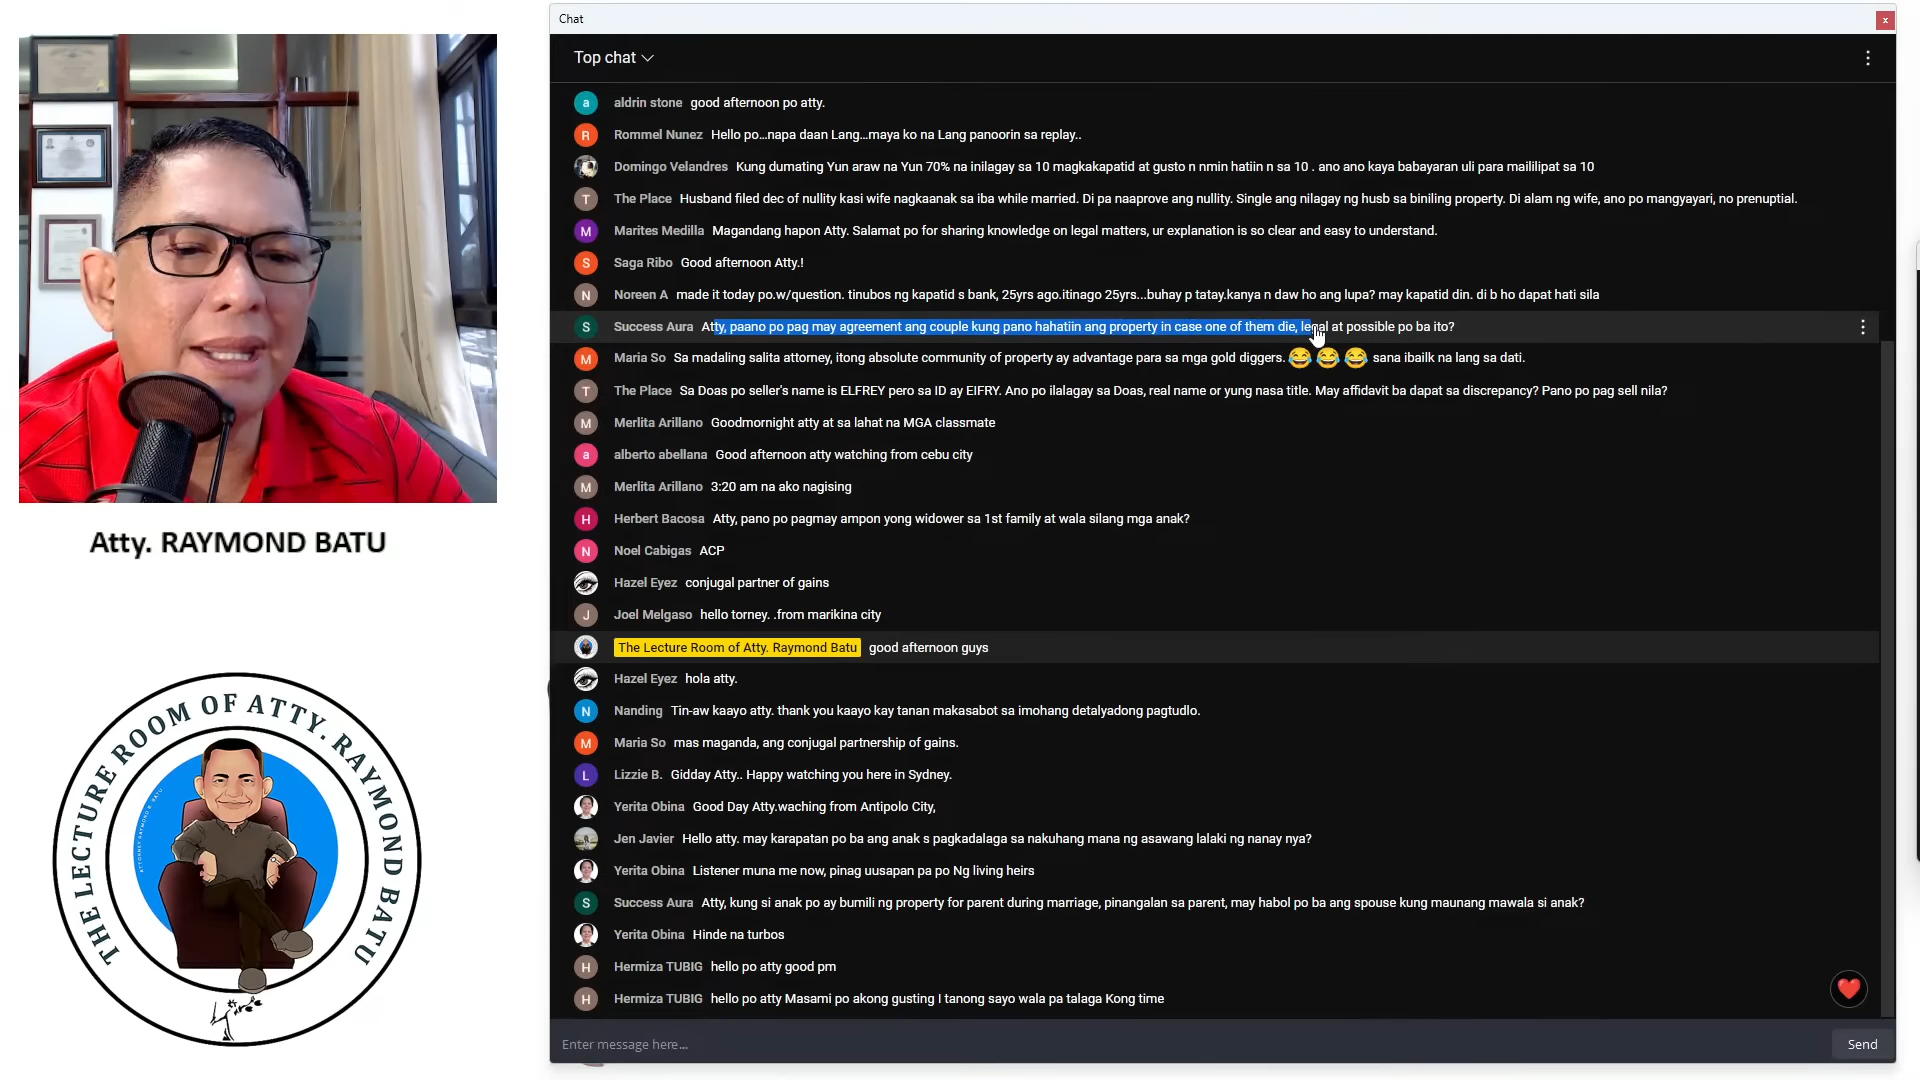 Chat
x
Top chat
a aldrin stone good afternoon po atty.
R Rommel Nunez Hello po…napa daan Lang…maya ko na Lang panoorin sa replay..
Domingo Velandres Kung dumating Yun araw na Yun 70% na inilagay sa 10 magkakapatid at gusto n nmin hatiin n sa 10 . ano ano kaya babayaran uli para maililipat sa 10
T The Place Husband filed dec of nullity kasi wife nagkaanak sa iba while married. Di pa naaprove ang nullity. Single ang nilagay ng husb sa biniling property. Di alam ng wife, ano po mangyayari, no prenuptial.
M Marites Medilla Magandang hapon Atty. Salamat po for sharing knowledge on legal matters, ur explanation is so clear and easy to understand.
S Saga Ribo Good afternoon Atty.!
N Noreen A made it today po.w/question. tinubos ng kapatid s bank, 25yrs ago.itinago 25yrs...buhay p tatay.kanya n daw ho ang lupa? may kapatid din. di b ho dapat hati sila
S Success Aura Atty, paano po pag may agreement ang couple kung pano hahatiin ang property in case one of them die, legal at possible po ba ito?
M Maria So Sa madaling salita attorney, itong absolute community of property ay advantage para sa mga gold diggers. 😂😂😂 sana ibailk na lang sa dati.
T The Place Sa Doas po seller's name is ELFREY pero sa ID ay EIFRY. Ano po ilalagay sa Doas, real name or yung nasa title. May affidavit ba dapat sa discrepancy? Pano po pag sell nila?
M Merlita Arillano Goodmornight atty at sa lahat na MGA classmate
a alberto abellana Good afternoon atty watching from cebu city
M Merlita Arillano 3:20 am na ako nagising
H Herbert Bacosa Atty, pano po pagmay ampon yong widower sa 1st family at wala silang mga anak?
N Noel Cabigas ACP
Hazel Eyez conjugal partner of gains
J Joel Melgaso hello torney. .from marikina city
The Lecture Room of Atty. Raymond Batu good afternoon guys
Hazel Eyez hola atty.
N Nanding Tin-aw kaayo atty. thank you kaayo kay tanan makasabot sa imohang detalyadong pagtudlo.
M Maria So mas maganda, ang conjugal partnership of gains.
L Lizzie B. Gidday Atty.. Happy watching you here in Sydney.
Yerita Obina Good Day Atty.waching from Antipolo City,
Jen Javier Hello atty. may karapatan po ba ang anak s pagkadalaga sa nakuhang mana ng asawang lalaki ng nanay nya?
Yerita Obina Listener muna me now, pinag uusapan pa po Ng living heirs
S Success Aura Atty, kung si anak po ay bumili ng property for parent during marriage, pinangalan sa parent, may habol po ba ang spouse kung maunang mawala si anak?
Yerita Obina Hinde na turbos
H Hermiza TUBIG hello po atty good pm
H Hermiza TUBIG hello po atty Masami po akong gusting I tanong sayo wala pa talaga Kong time
Enter message here...
Send
Atty. RAYMOND BATU
THE LECTURE ROOM OF ATTY. RAYMOND BATU